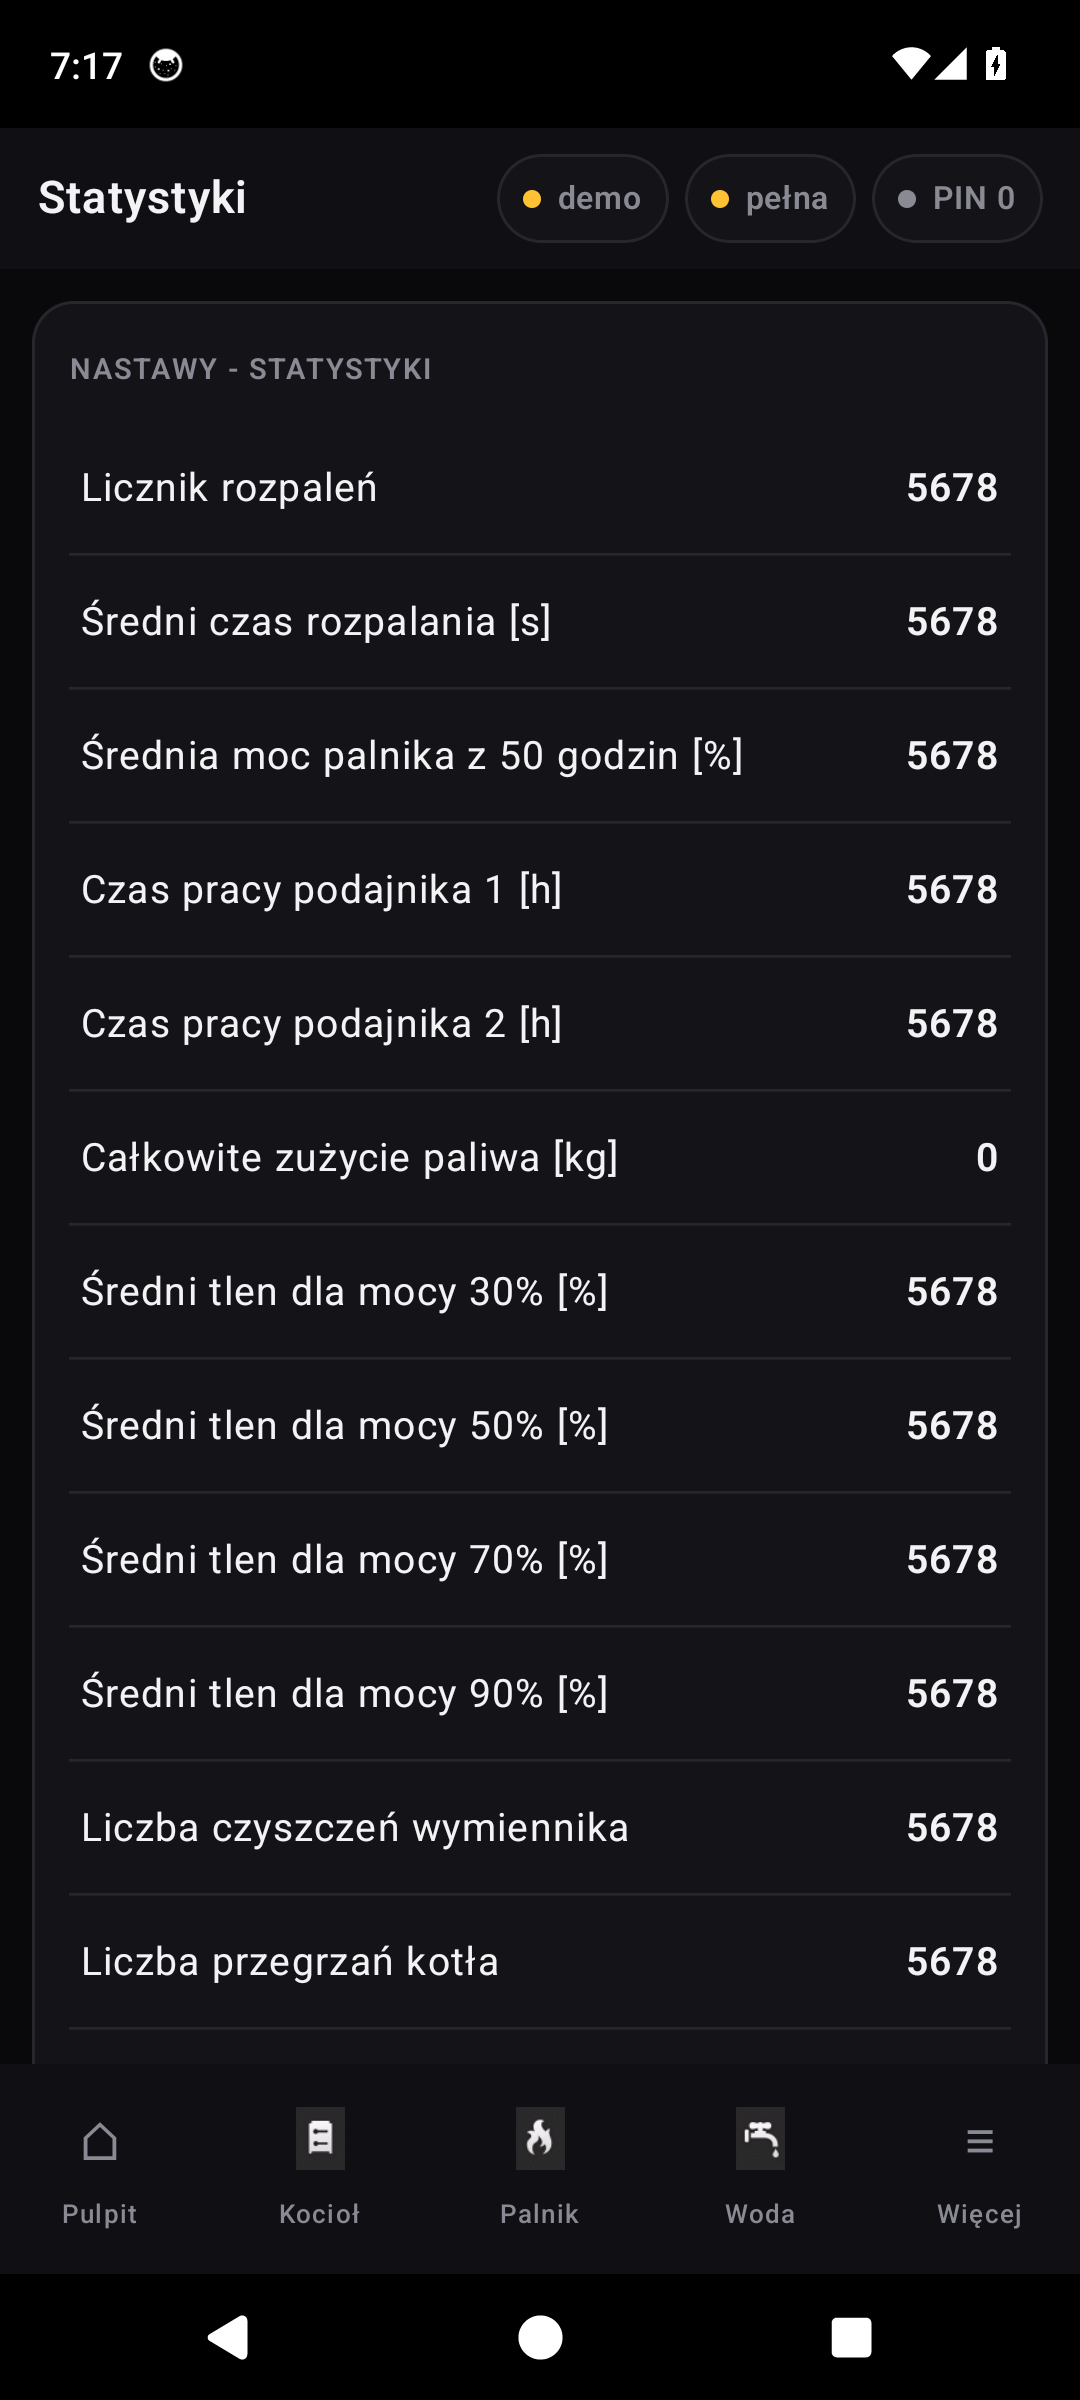 7:17
Statystyki
demo
pełna
PIN 0
NASTAWY - STATYSTYKI
Licznik rozpaleń 5678
Średni czas rozpalania [s] 5678
Średnia moc palnika z 50 godzin [%] 5678
Czas pracy podajnika 1 [h] 5678
Czas pracy podajnika 2 [h] 5678
Całkowite zużycie paliwa [kg] 0
Średni tlen dla mocy 30% [%] 5678
Średni tlen dla mocy 50% [%] 5678
Średni tlen dla mocy 70% [%] 5678
Średni tlen dla mocy 90% [%] 5678
Liczba czyszczeń wymiennika 5678
Liczba przegrzań kotła 5678
Pulpit
Kocioł
Palnik
Woda
Więcej